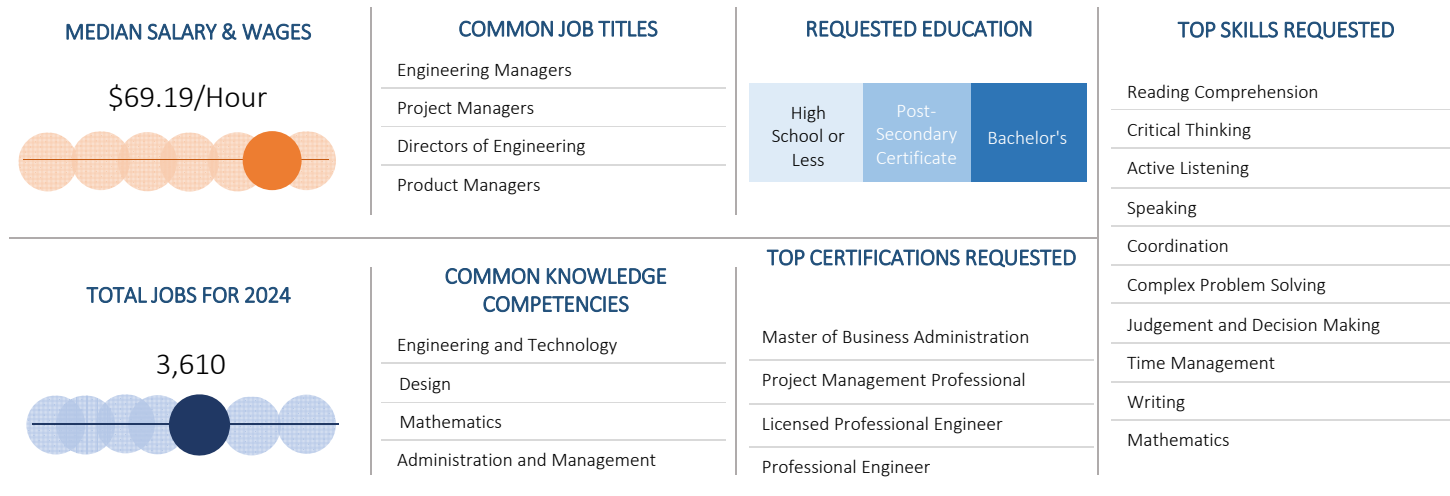 MEDIAN SALARY & WAGES
$69.19/Hour
COMMON JOB TITLES
Engineering Managers
Project Managers
Directors of Engineering
Product Managers
REQUESTED EDUCATION
High
School or
Less
Post-
Secondary
Certificate
Bachelor's
TOTAL JOBS FOR 2024
3,610
COMMON KNOWLEDGE
COMPETENCIES
Engineering and Technology
Design
Mathematics
Administration and Management
TOP CERTIFICATIONS REQUESTED
Master of Business Administration
Project Management Professional
Licensed Professional Engineer
Professional Engineer
TOP SKILLS REQUESTED
Reading Comprehension
Critical Thinking
Active Listening
Speaking
Coordination
Complex Problem Solving
Judgement and Decision Making
Time Management
Writing
Mathematics